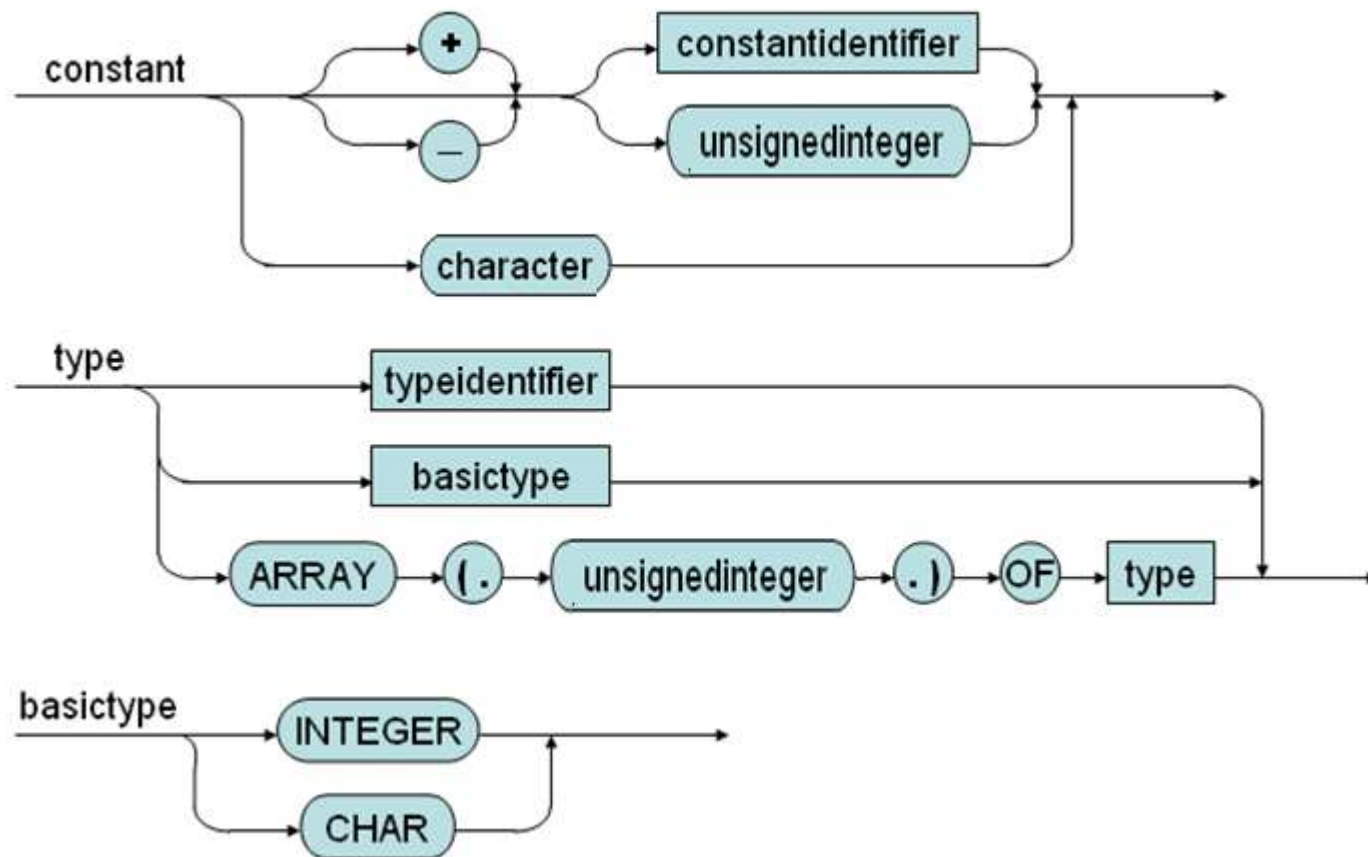 constant
+
constantidentifier
–
unsignedinteger
character
type
typeidentifier
basictype
ARRAY (. unsignedinteger .) OF type
basictype
INTEGER
CHAR